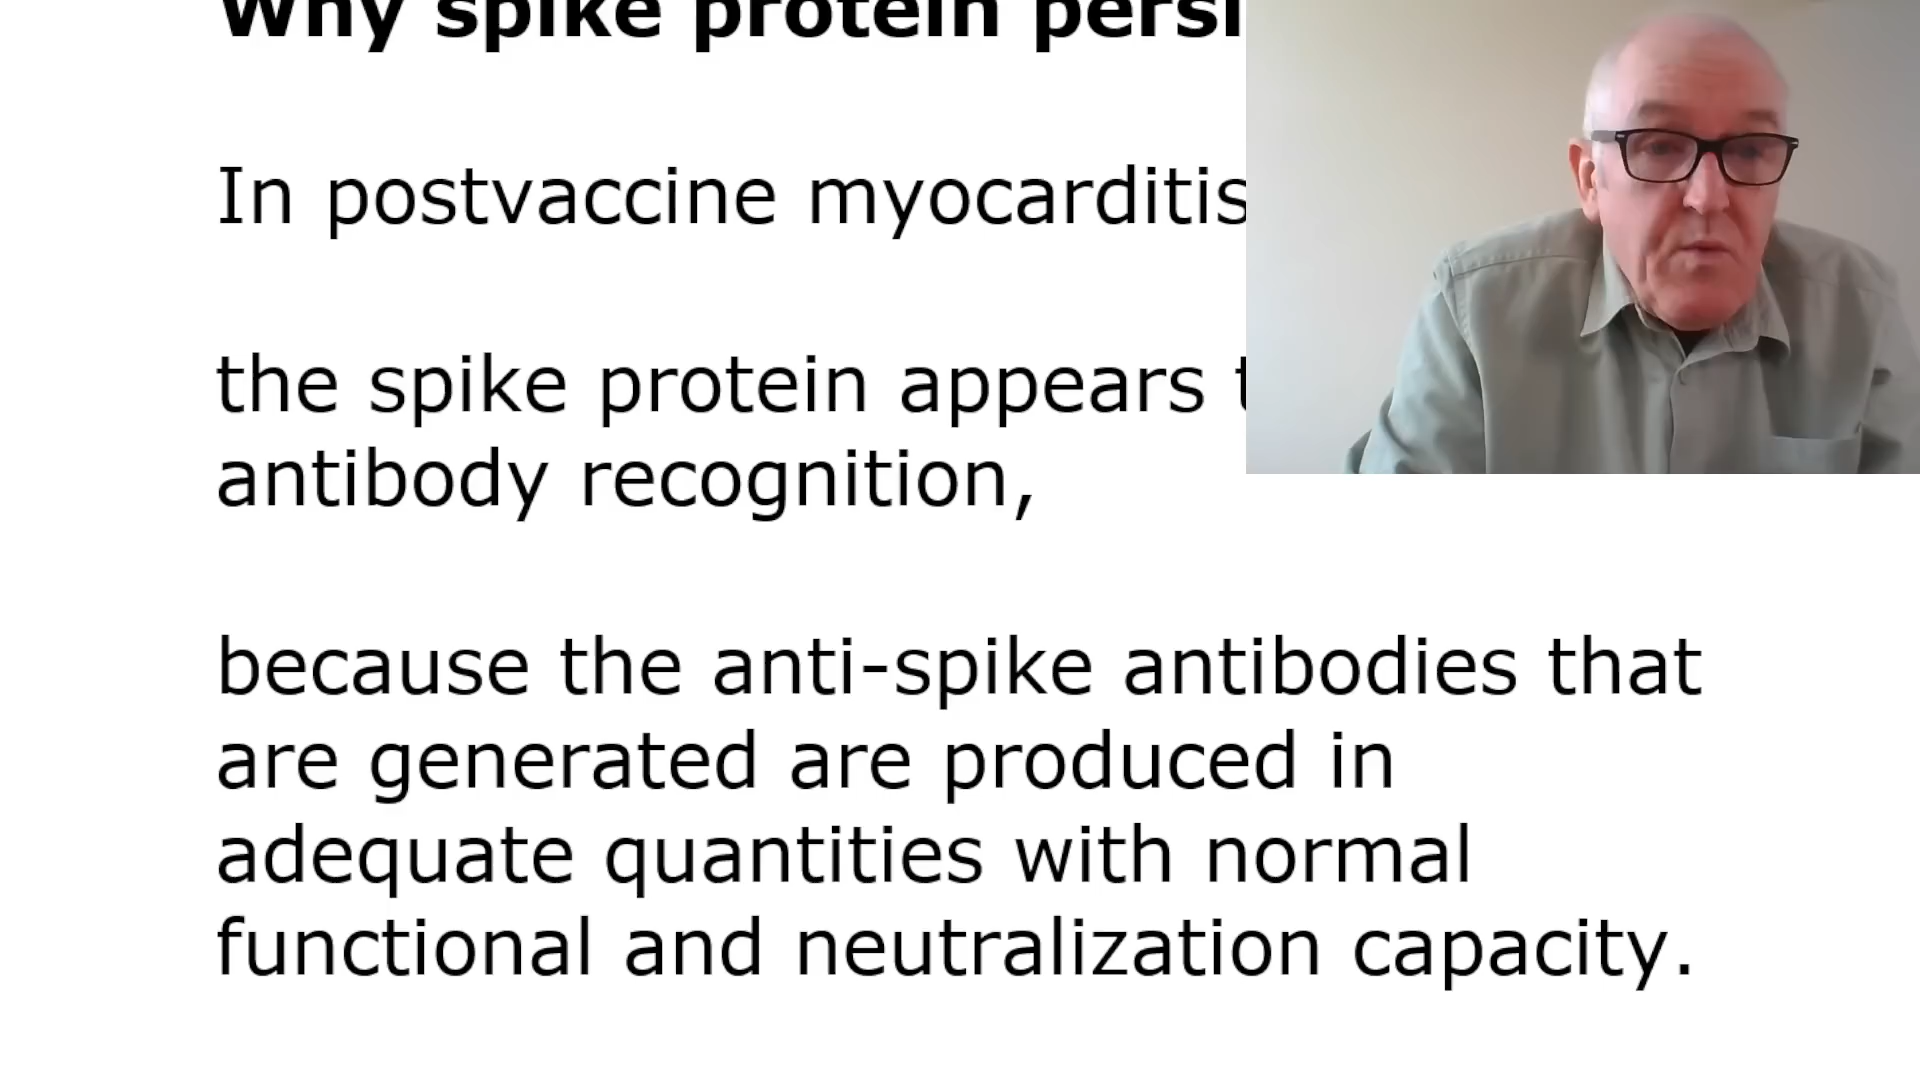 Why spike protein
In postvaccine myocarditis
the spike protein appears
antibody recognition,
because the anti-spike antibodies that
are generated are produced in
adequate quantities with normal
functional and neutralization capacity.